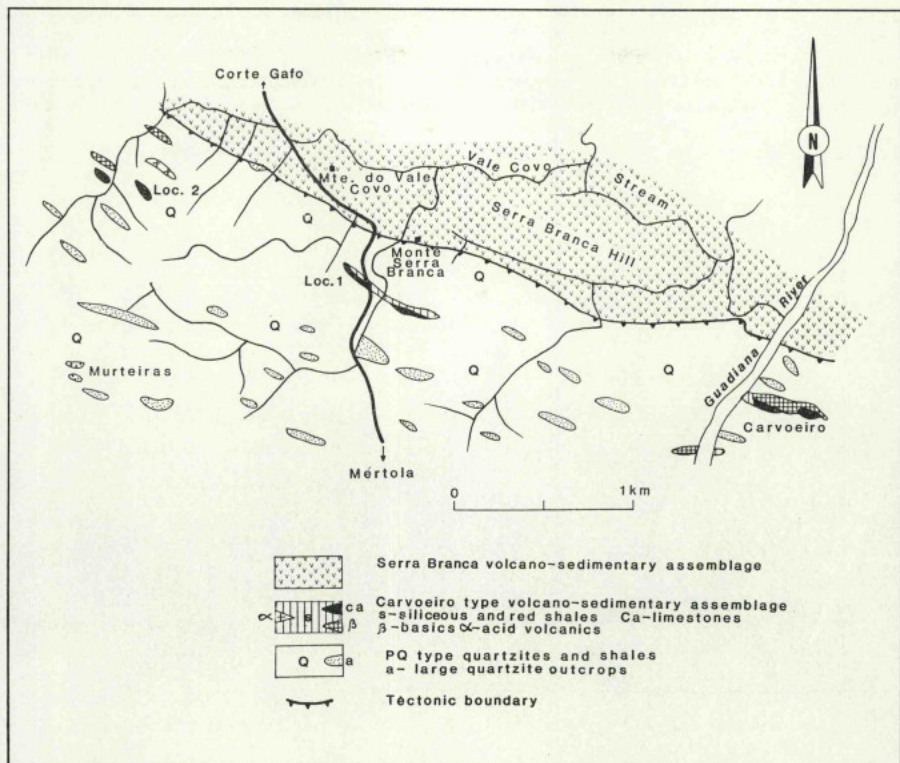 Corte Gafo
N
Vale Covo
Stream
Mte. do Vale
Covo
Loc. 2
Q
Q
Serra Branca Hill
Monte
Serra
Branca
Q
Loc.1
Guadiana River
Q
Q
Q
Q
Murteiras
Carvoeiro
Mértola
0 1km
Serra Branca volcano-sedimentary assemblage
α s ca β
Carvoeiro type volcano-sedimentary assemblage
s-siliceous and red shales Ca-limestones
β-basics α-acid volcanics
Q a
PQ type quartzites and shales
a- large quartzite outcrops
Téctonic boundary